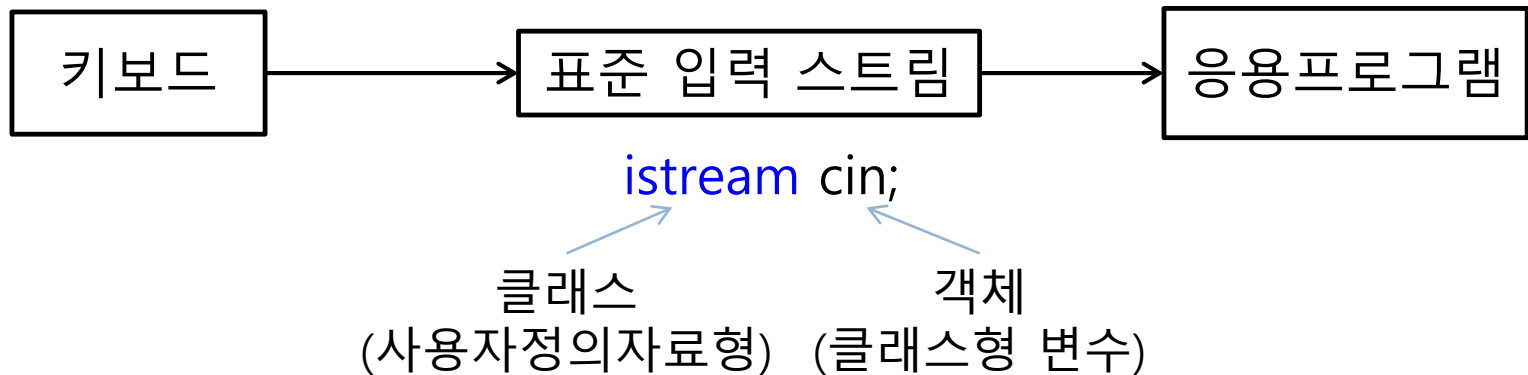 키보드
표준 입력 스트림
응용프로그램
istream cin;
클래스
(사용자정의자료형)
객체
(클래스형 변수)